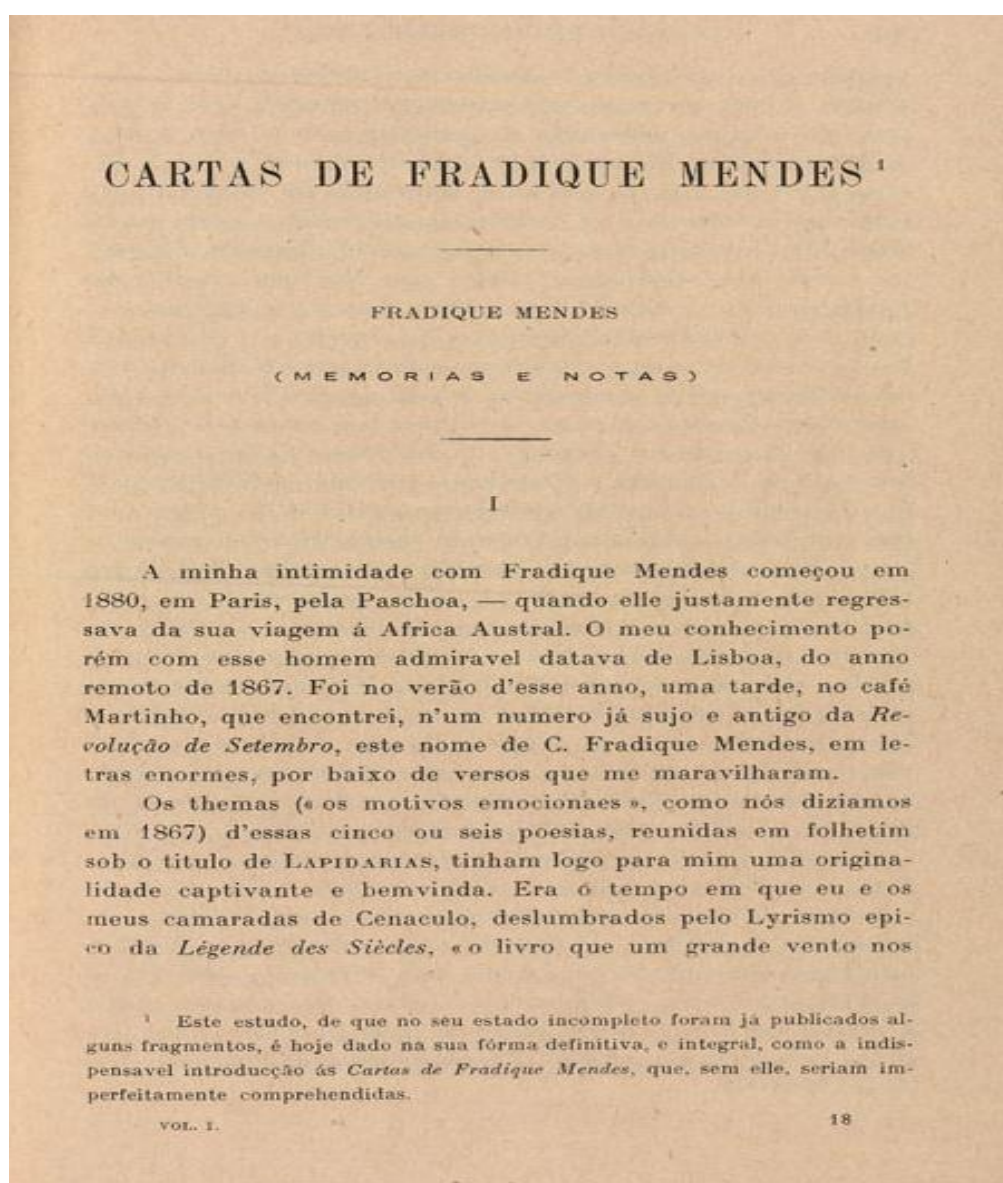 CARTAS DE FRADIQUE MENDES ¹
FRADIQUE MENDES
(MEMORIAS E NOTAS)
I
A minha intimidade com Fradique Mendes começou em
1880, em Paris, pela Paschoa, — quando elle justamente regres-
sava da sua viagem á Africa Austral. O meu conhecimento po-
rém com esse homem admiravel datava de Lisboa, do anno
remoto de 1867. Foi no verão d'esse anno, uma tarde, no café
Martinho, que encontrei, n'um numero já sujo e antigo da Re-
volução de Setembro, este nome de C. Fradique Mendes, em le-
tras enormes, por baixo de versos que me maravilharam.
Os themas (« os motivos emocionaes », como nós diziamos
em 1867) d'essas cinco ou seis poesias, reunidas em folhetim
sob o titulo de LAPIDARIAS, tinham logo para mim uma origina-
lidade captivante e bemvinda. Era o tempo em que eu e os
meus camaradas de Cenaculo, deslumbrados pelo Lyrismo epi-
co da Légende des Siècles, « o livro que um grande vento nos
¹ Este estudo, de que no seu estado incompleto foram já publicados al-
guns fragmentos, é hoje dado na sua fórma definitiva, e integral, como a indis-
pensavel introducção ás Cartas de Fradique Mendes, que, sem elle, seriam im-
perfeitamente comprehendidas.
VOL. I. 18